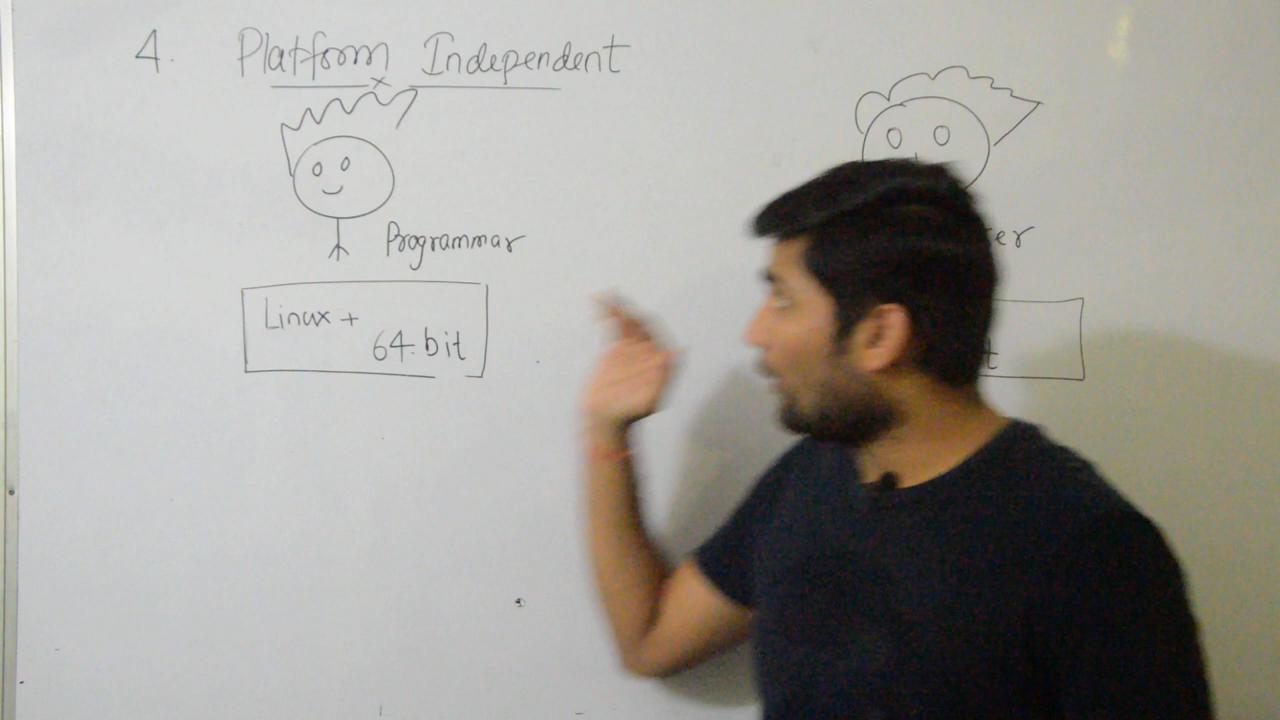 4. Platform Independent
Programmar
Linux +
64.bit